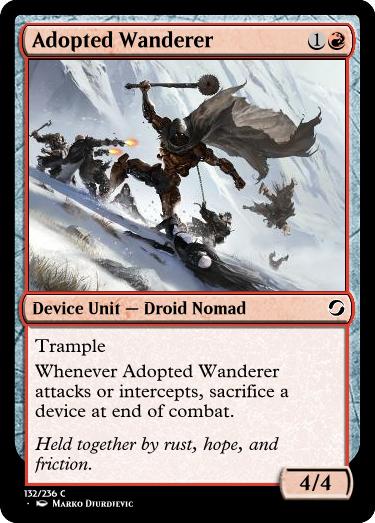 Adopted Wanderer 1
Device Unit — Droid Nomad
Trample
Whenever Adopted Wanderer
attacks or intercepts, sacrifice a
device at end of combat.
Held together by rust, hope, and
friction.
4/4
132/236 C
· Marko Djurdjevic